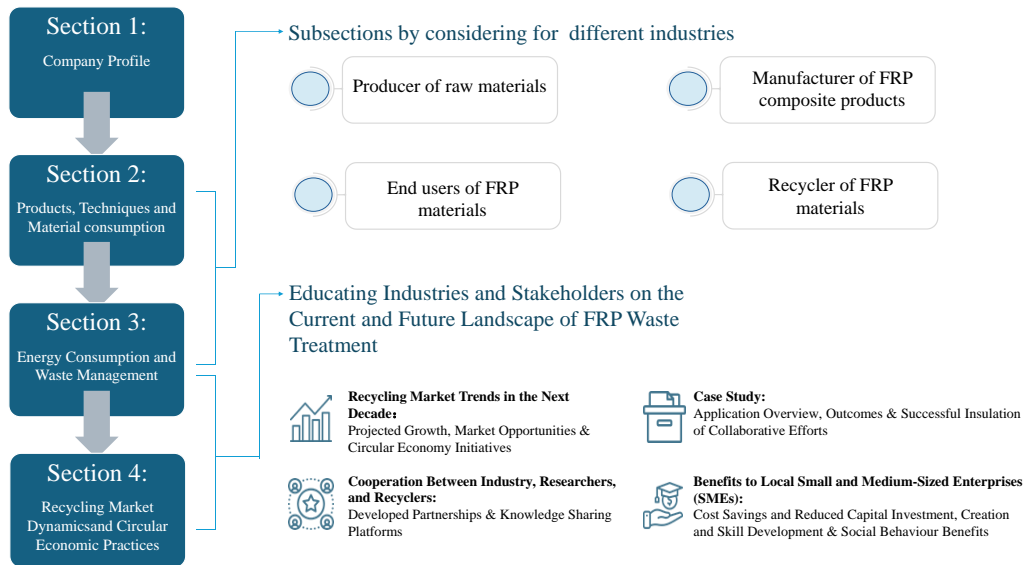 Section 1:
Company Profile
Section 2:
Products, Techniques and
Material consumption
Section 3:
Energy Consumption and
Waste Management
Section 4:
Recycling Market
Dynamicsand Circular
Economic Practices
Subsections by considering for different industries
Producer of raw materials
Manufacturer of FRP
composite products
End users of FRP
materials
Recycler of FRP
materials
Educating Industries and Stakeholders on the
Current and Future Landscape of FRP Waste
Treatment
Recycling Market Trends in the Next
Decade：
Projected Growth, Market Opportunities &
Circular Economy Initiatives
Case Study:
Application Overview, Outcomes & Successful Insulation
of Collaborative Efforts
Cooperation Between Industry, Researchers,
and Recyclers:
Developed Partnerships & Knowledge Sharing
Platforms
Benefits to Local Small and Medium-Sized Enterprises
(SMEs):
Cost Savings and Reduced Capital Investment, Creation
and Skill Development & Social Behaviour Benefits